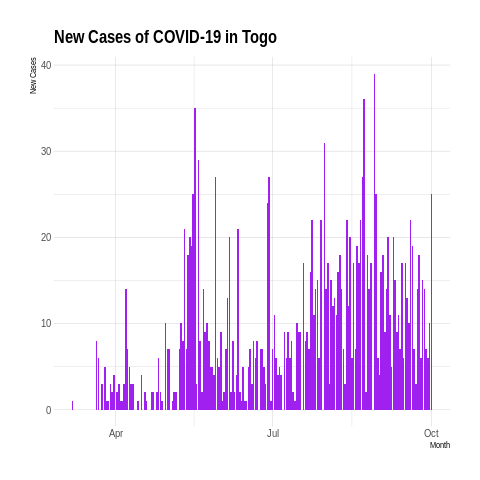 New Cases of COVID-19 in Togo
New Cases
40
30
20
10
0
Apr
Jul
Oct
Month